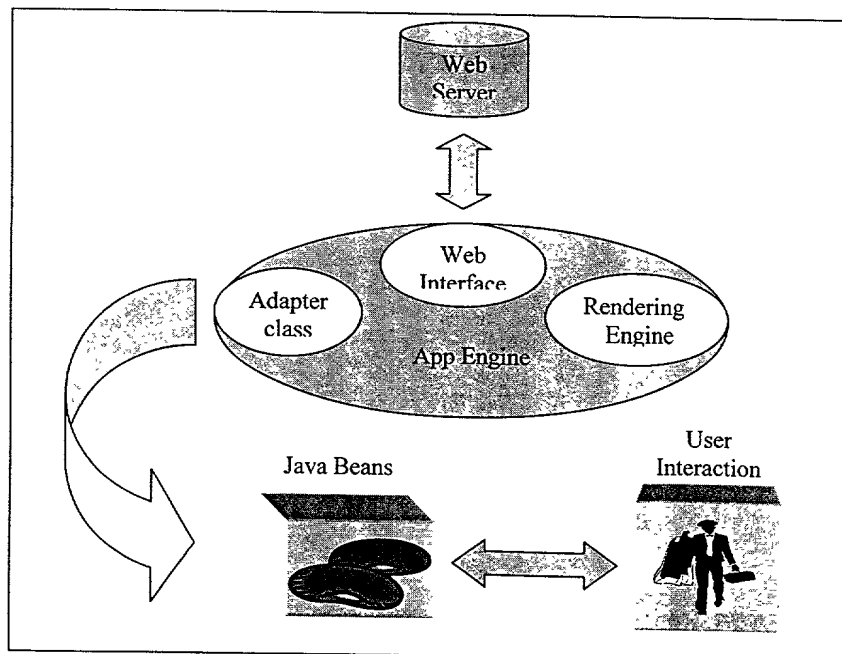 Web
Server
Web
Interface
Adapter
class
Rendering
Engine
App Engine
Java Beans
User
Interaction